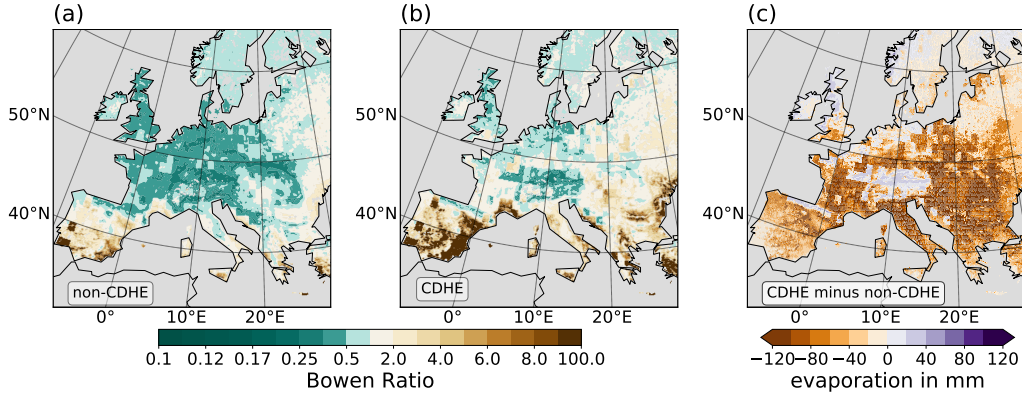 (a) (b) (c)
50°N 50°N 50°N
40°N 40°N 40°N
non-CDHE CDHE CDHE minus non-CDHE
0° 10°E 20°E 0° 10°E 20°E 0° 10°E 20°E
0.1 0.12 0.17 0.25 0.5 2.0 4.0 6.0 8.0 100.0 −120 −80 −40 0 40 80 120
Bowen Ratio evaporation in mm